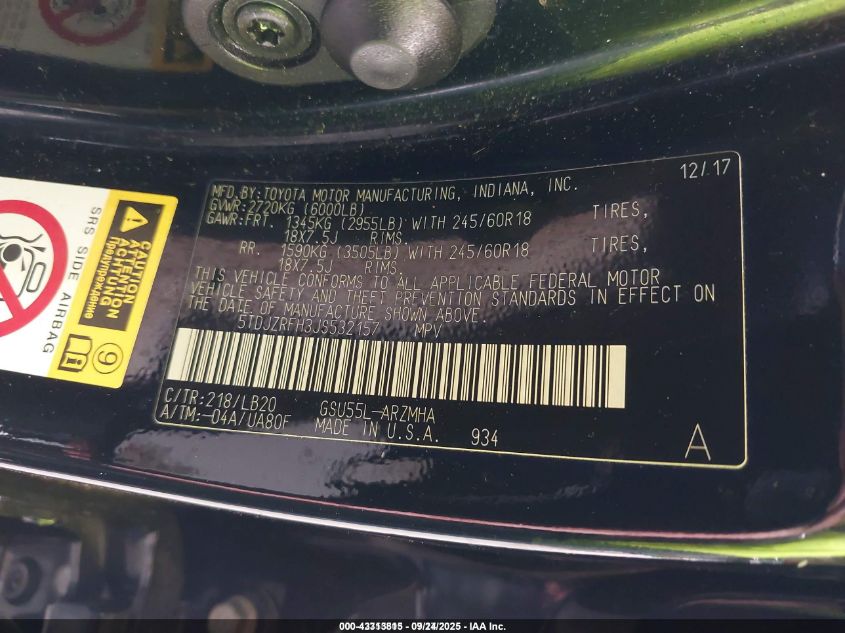 12/17
MFD.BY:TOYOTA MOTOR MANUFACTURING, INDIANA, INC.
GVWR:2720KG (6000LB)
GAWR:FRT. 1345KG (2955LB) WITH 245/60R18 TIRES,
18X7.5J RIMS.
RR. 1590KG (3505LB) WITH 245/60R18 TIRES,
18X7.5J RIMS.
THIS VEHICLE CONFORMS TO ALL APPLICABLE FEDERAL MOTOR
VEHICLE SAFETY AND THEFT PREVENTION STANDARDS IN EFFECT ON
THE DATE OF MANUFACTURE SHOWN ABOVE.
5TDJZRFH3JS532157 MPV
C/TR:218/LB20 GSU55L-ARZMHA
A/TM:-04A/UA80F MADE IN U.S.A. 934
A
SRS SIDE AIRBAG
CAUTION
ATTENTION
ACHTUNG
Предупреждение
9
000-43313815 - 09/24/2025 - IAA Inc.